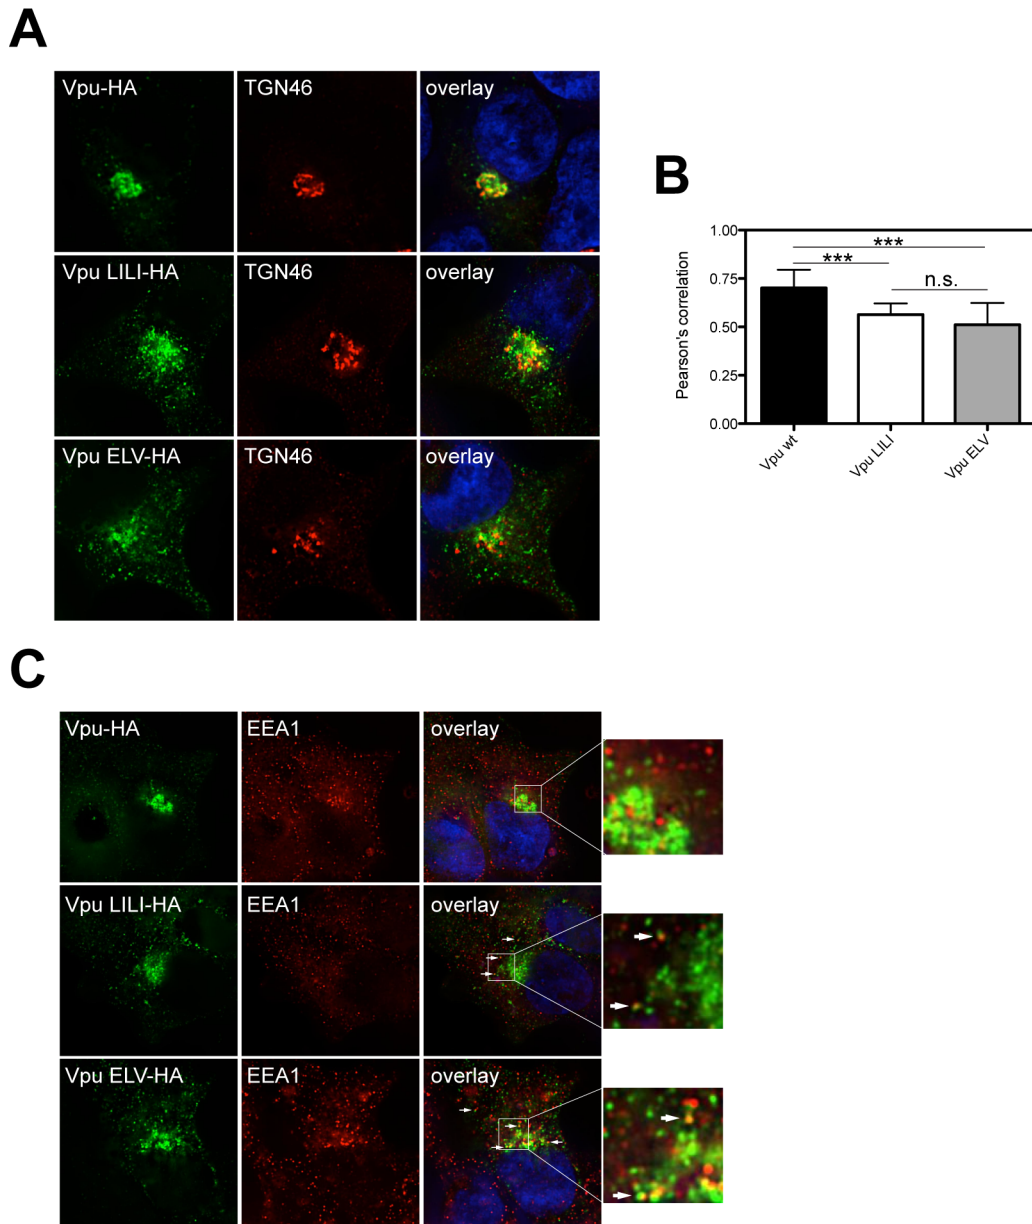 A
Vpu-HA TGN46 overlay
Vpu LILI-HA TGN46 overlay
Vpu ELV-HA TGN46 overlay
B
1.00
0.75
0.50
0.25
0.00
Pearson's correlation
***
***
n.s.
Vpu wt
Vpu LILI
Vpu ELV
C
Vpu-HA EEA1 overlay
Vpu LILI-HA EEA1 overlay
Vpu ELV-HA EEA1 overlay